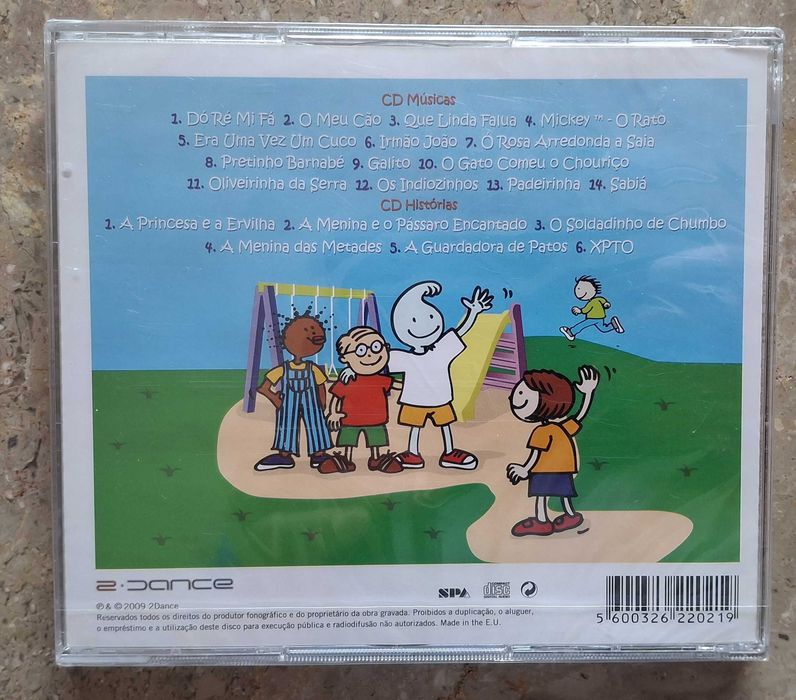 CD Músicas
1. Dó Ré Mi Fá 2. O Meu Cão 3. Que Linda Falua 4. Mickey ™ - O Rato
5. Era Uma Vez Um Cuco 6. Irmão João 7. Ó Rosa Arredonda a Saia
8. Pretinho Barnabé 9. Galito 10. O Gato Comeu o Chouriço
11. Oliveirinha da Serra 12. Os Indiozinhos 13. Padeirinha 14. Sabiá
CD Histórias
1. A Princesa e a Ervilha 2. A Menina e o Pássaro Encantado 3. O Soldadinho de Chumbo
4. A Menina das Metades 5. A Guardadora de Patos 6. XPTO
2•DANCE
SPA COMPACT disc DIGITAL AUDIO
℗ & © 2009 2Dance
Reservados todos os direitos do produtor fonográfico e do proprietário da obra gravada. Proibidos a duplicação, o aluguer,
o empréstimo e a utilização deste disco para execução pública e radiodifusão não autorizados. Made in the E.U.
5 600326 220219